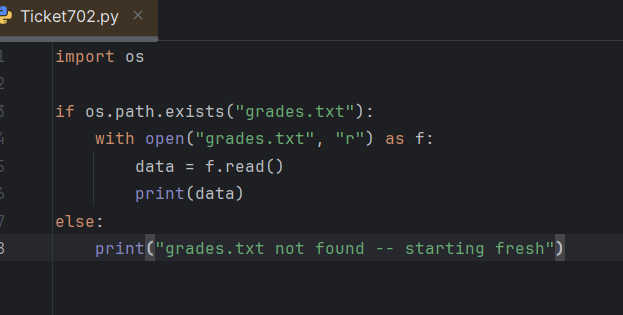 Ticket702.py
1 import os
2
3 if os.path.exists("grades.txt"):
4     with open("grades.txt", "r") as f:
5         data = f.read()
6         print(data)
7 else:
8     print("grades.txt not found -- starting fresh")